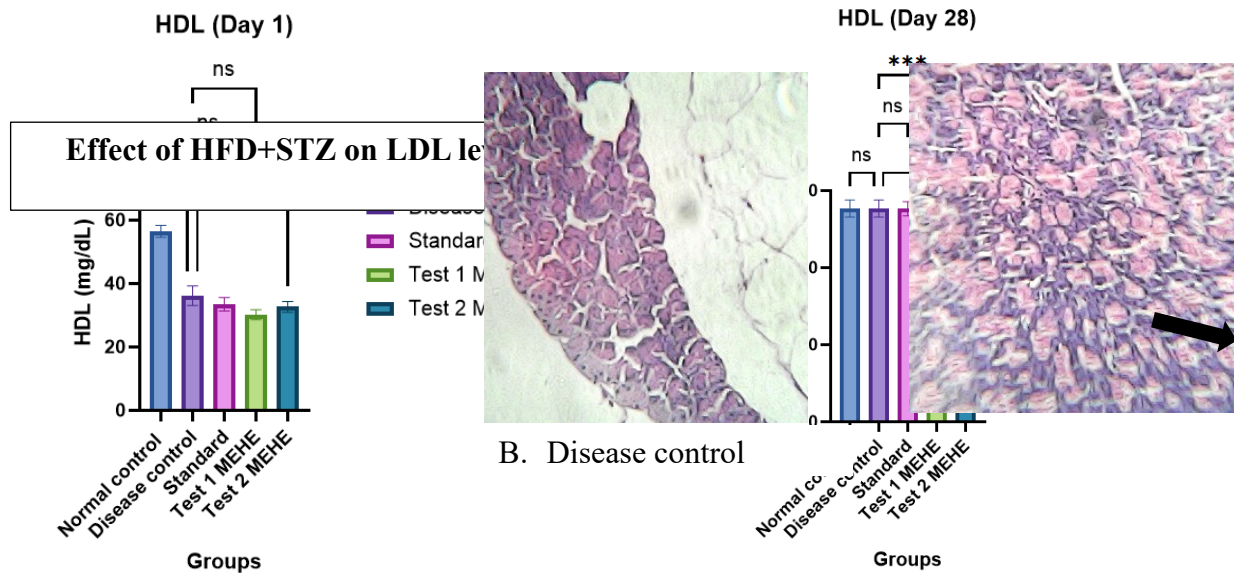 HDL (Day 1)
ns
ns
Effect of HFD+STZ on LDL
HDL (mg/dL)
60
40
20
0
Disease
Standard
Test 1 M
Test 2 M
Normal control
Disease control
Standard
Test 1 MEHE
Test 2 MEHE
Groups
B. Disease control
HDL (Day 28)
***
ns
ns
0
0
0
0
Normal
Disease control
Standard
Test 1 MEHE
Test 2 MEHE
Groups